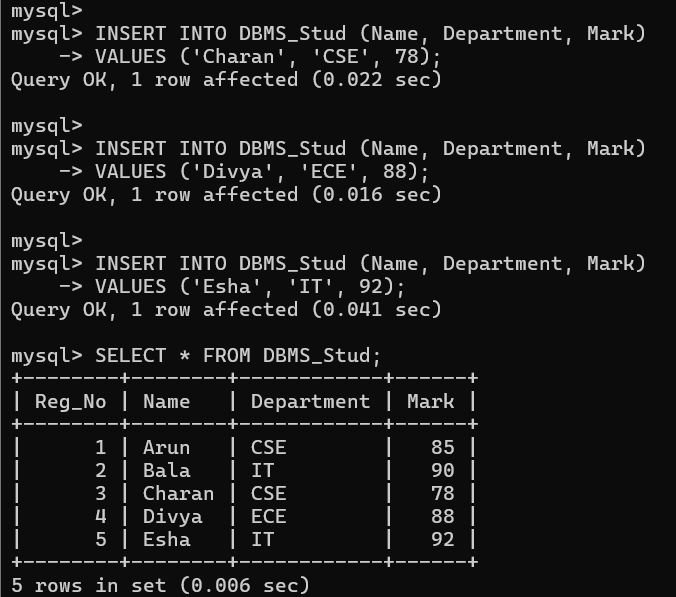 mysql>
mysql> INSERT INTO DBMS_Stud (Name, Department, Mark)
    -> VALUES ('Charan', 'CSE', 78);
Query OK, 1 row affected (0.022 sec)

mysql>
mysql> INSERT INTO DBMS_Stud (Name, Department, Mark)
    -> VALUES ('Divya', 'ECE', 88);
Query OK, 1 row affected (0.016 sec)

mysql>
mysql> INSERT INTO DBMS_Stud (Name, Department, Mark)
    -> VALUES ('Esha', 'IT', 92);
Query OK, 1 row affected (0.041 sec)

mysql> SELECT * FROM DBMS_Stud;
+--------+--------+------------+------+
| Reg_No | Name   | Department | Mark |
+--------+--------+------------+------+
|      1 | Arun   | CSE        |   85 |
|      2 | Bala   | IT         |   90 |
|      3 | Charan | CSE        |   78 |
|      4 | Divya  | ECE        |   88 |
|      5 | Esha   | IT         |   92 |
+--------+--------+------------+------+
5 rows in set (0.006 sec)